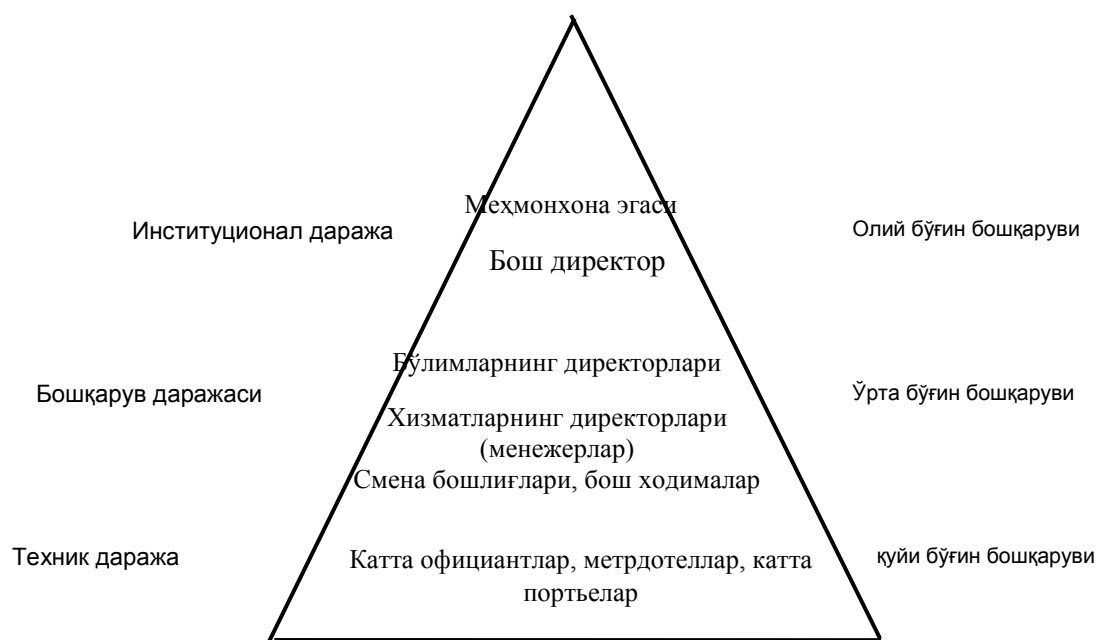 Меҳмонхона эгаси
Институционал даража
Олий бўғин бошқаруви
Бош директор
Бўлимларнинг директорлари
Бошқарув даражаси
Ўрта бўғин бошқаруви
Хизматларнинг директорлари
(менежерлар)
Смена бошлиғлари, бош ходималар
Техник даража
Катта официантлар, метрдотеллар, катта
портьелар
қуйи бўғин бошқаруви